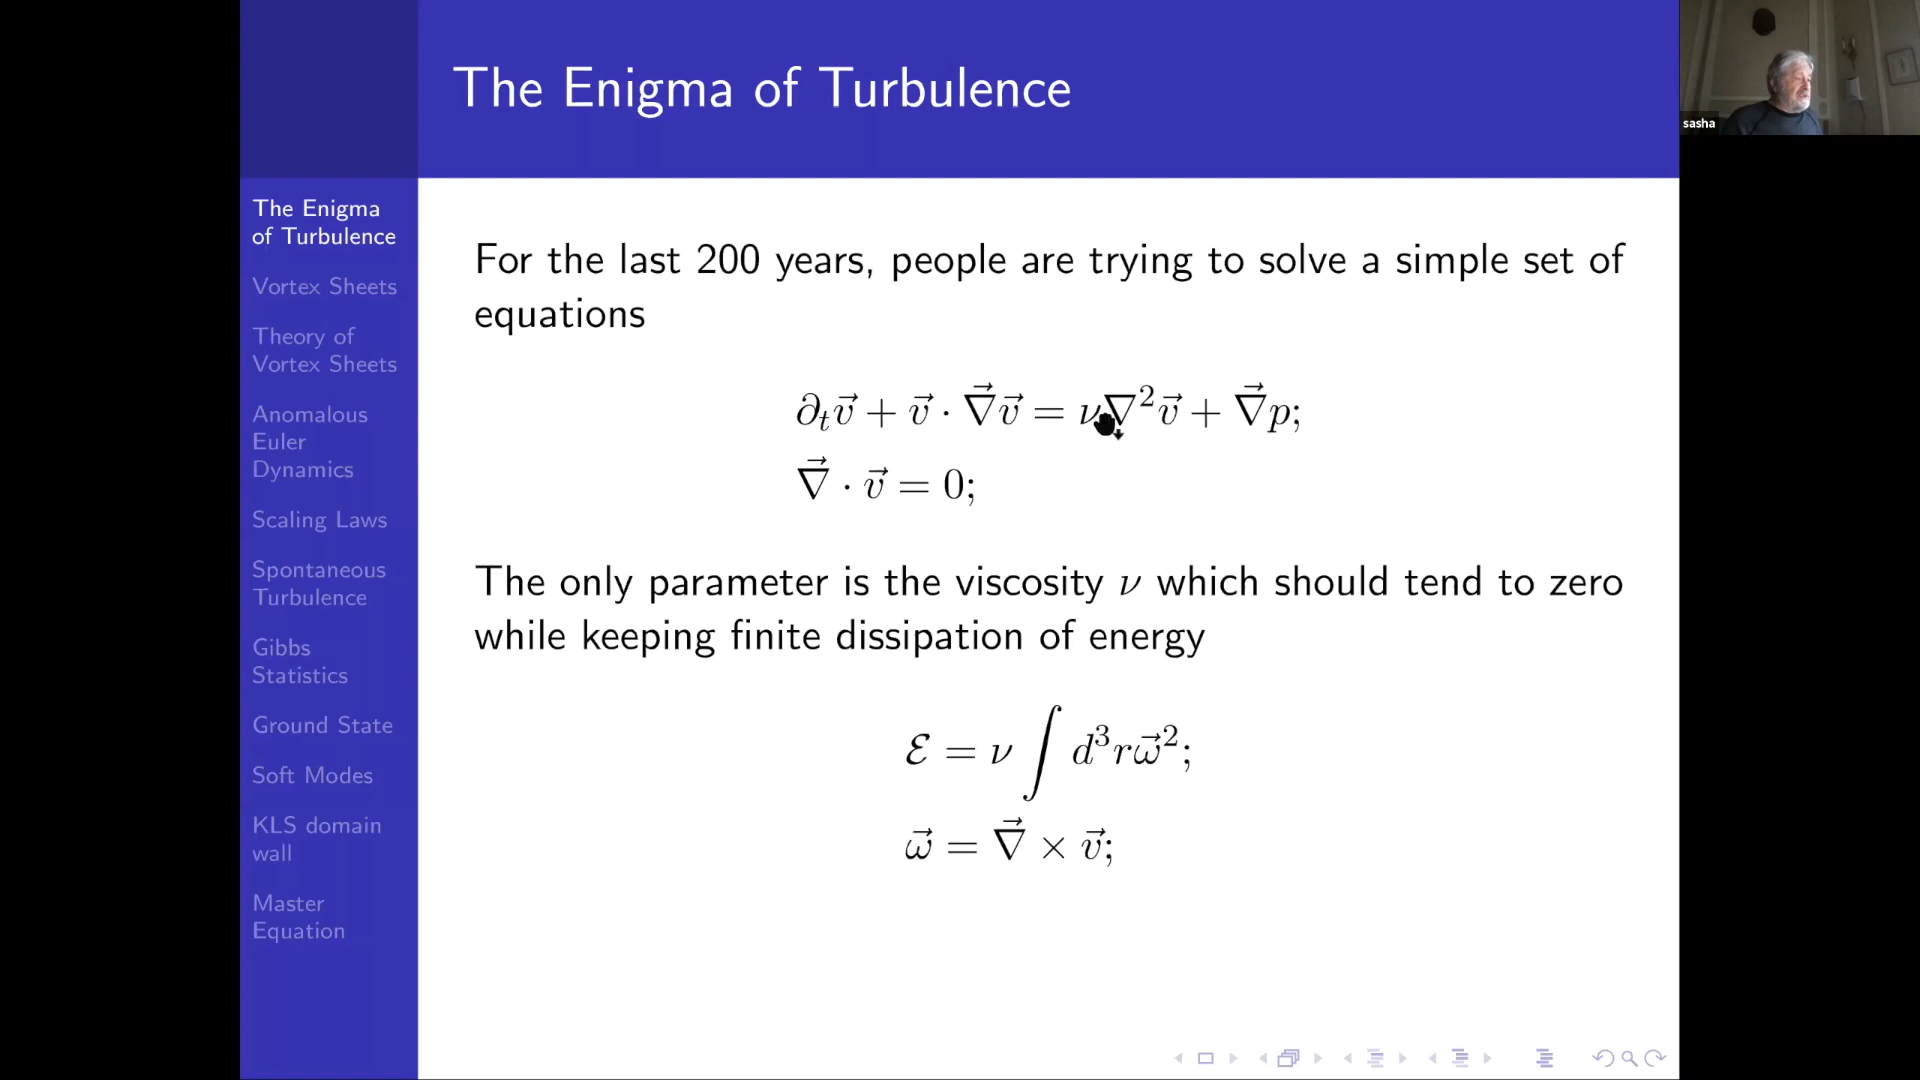 The Enigma of Turbulence
sasha
The Enigma
of Turbulence
Vortex Sheets
Theory of
Vortex Sheets
Anomalous
Euler
Dynamics
Scaling Laws
Spontaneous
Turbulence
Gibbs
Statistics
Ground State
Soft Modes
KLS domain
wall
Master
Equation
For the last 200 years, people are trying to solve a simple set of
equations
∂ₜv⃗ + v⃗ · ∇⃗v⃗ = ν∇²v⃗ + ∇⃗p;
∇⃗ · v⃗ = 0;
The only parameter is the viscosity ν which should tend to zero
while keeping finite dissipation of energy
ℰ = ν ∫ d³rω⃗²;
ω⃗ = ∇⃗ × v⃗;